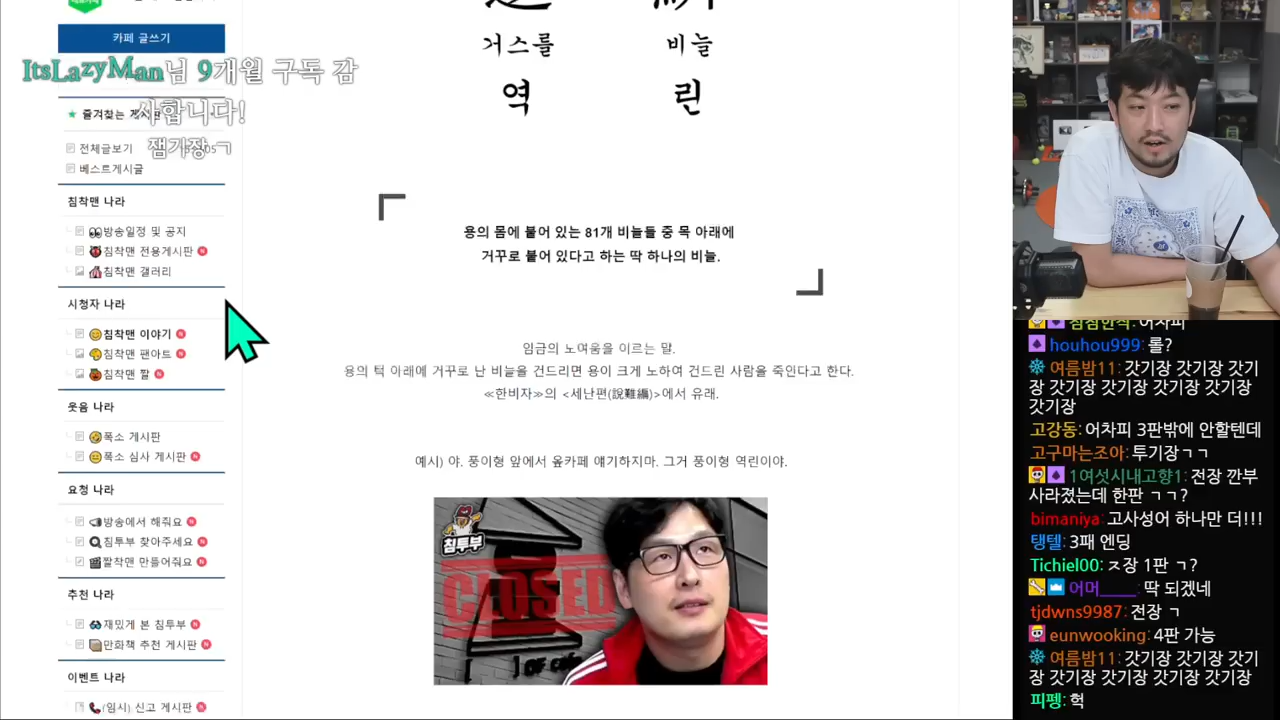 카페 글쓰기
ItsLazyMan님 9개월 구독 감
사합니다!
잼기장 ㄱ
★ 즐겨찾는 게시판
전체글보기
베스트게시글
침착맨 나라
방송일정 및 공지
침착맨 전용게시판 N
침착맨 갤러리
시청자 나라
침착맨 이야기 N
침착맨 팬아트 N
침착맨 짤 N
웃음 나라
폭소 게시판
폭소 심사 게시판 N
요청 나라
방송에서 해줘요 N
침투부 찾아주세요 N
짤착맨 만들어줘요 N
추천 나라
재밌게 본 침투부 N
만화책 추천 게시판 N
이벤트 나라
(임시) 신고 게시판 N
거스를 비늘
역 린
용의 몸에 붙어 있는 81개 비늘들 중 목 아래에
거꾸로 붙어 있다고 하는 딱 하나의 비늘.
임금의 노여움을 이르는 말.
용의 턱 아래에 거꾸로 난 비늘을 건드리면 용이 크게 노하여 건드린 사람을 죽인다고 한다.
≪한비자≫의 <세난편(說難編)>에서 유래.
예시) 야. 풍이형 앞에서 옾카페 얘기하지마. 그거 풍이형 역린이야.
침투부
CLOSED
OF cafe
침침한식: 어차피
houhou999: 롤?
여름밤11: 갓기장 갓기장 갓기
장 갓기장 갓기장 갓기장 갓기장
갓기장
고강동: 어차피 3판밖에 안할텐데
고구마는조아: 투기장ㄱㄱ
1여섯시내고향1: 전장 깐부
사라졌는데 한판 ㄱㄱ?
bimaniya: 고사성어 하나만 더!!!
탱텔: 3패 엔딩
Tichiel00: ㅈ장 1판 ㄱ?
어머____: 딱 되겠네
tjdwns9987: 전장 ㄱ
eunwooking: 4판 가능
여름밤11: 갓기장 갓기장 갓기
장 갓기장 갓기장 갓기장 갓기장
피펭: 헉